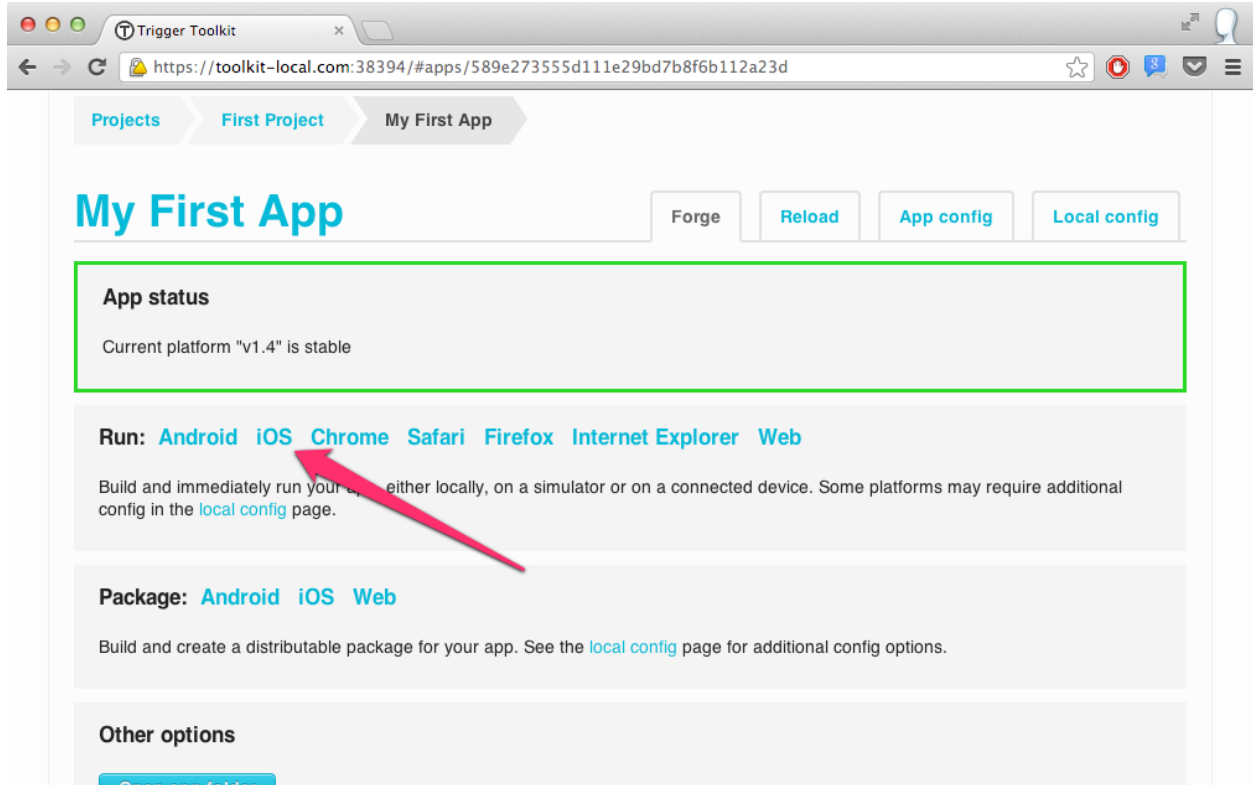 Trigger Toolkit
https://toolkit-local.com:38394/#apps/589e273555d111e29bd7b8f6b112a23d
Projects First Project My First App
My First App
Forge Reload App config Local config
App status
Current platform "v1.4" is stable
Run: Android iOS Chrome Safari Firefox Internet Explorer Web
Build and immediately run your either locally, on a simulator or on a connected device. Some platforms may require additional
config in the local config page.
Package: Android iOS Web
Build and create a distributable package for your app. See the local config page for additional config options.
Other options